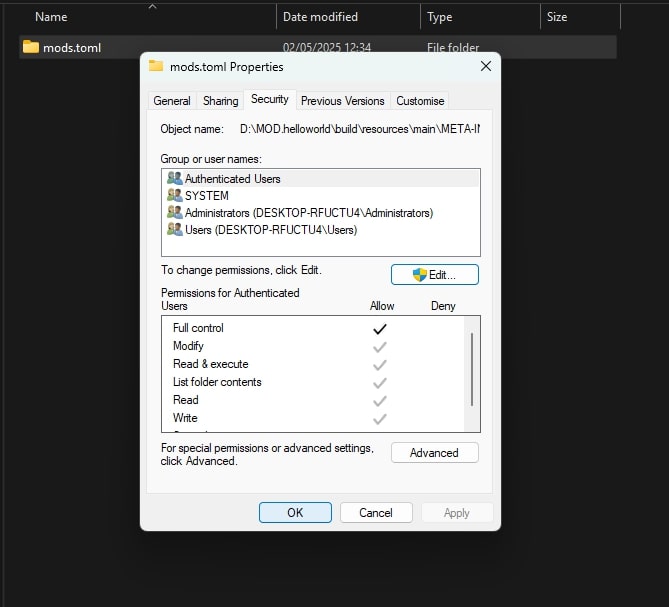 Name Date modified Type Size
mods.toml 02/05/2025 12:34 File folder
mods.toml Properties
General Sharing Security Previous Versions Customise
Object name: D:\MOD.helloworld\build\resources\main\META-IN
Group or user names:
Authenticated Users
SYSTEM
Administrators (DESKTOP-RFUCTU4\Administrators)
Users (DESKTOP-RFUCTU4\Users)
To change permissions, click Edit.
Edit...
Permissions for Authenticated
Users Allow Deny
Full control
Modify
Read & execute
List folder contents
Read
Write
For special permissions or advanced settings,
click Advanced.
Advanced
OK Cancel Apply